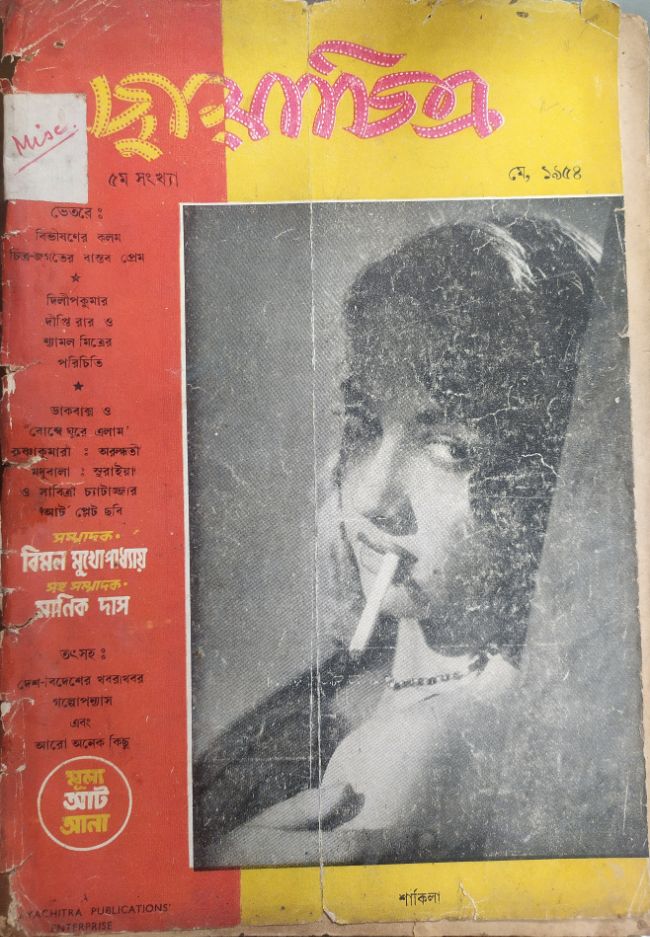 ছায়াচিত্র
Misc.
৫ম সংখ্যা
মে, ১৯৫৪
ভেতরে :
বিভীষণের কলম
চিত্র-জগতের বাস্তব প্রেম
★
দিলীপকুমার
দীপ্তি রায় ও
শ্যামল মিত্রের
পরিচিতি
★
ডাকবাক্স ও
'বোম্বে ঘুরে এলাম'
কৃষ্ণাকুমারী : অরুন্ধতী
মধুবালা : সুরাইয়া
ও সাবিত্রী চ্যাটার্জ্জির
'আর্ট' প্লেট ছবি
সম্পাদক·
বিমল মুখোপাধ্যায়
সহ সম্পাদক·
মানিক দাস
তৎসহ :
দেশ-বিদেশের খবরাখবর
গল্পোপন্যাস
এবং
আরো অনেক কিছু
মূল্য
আট
আনা
A
YACHITRA PUBLICATIONS'
ENTERPRISE
শাকিলা